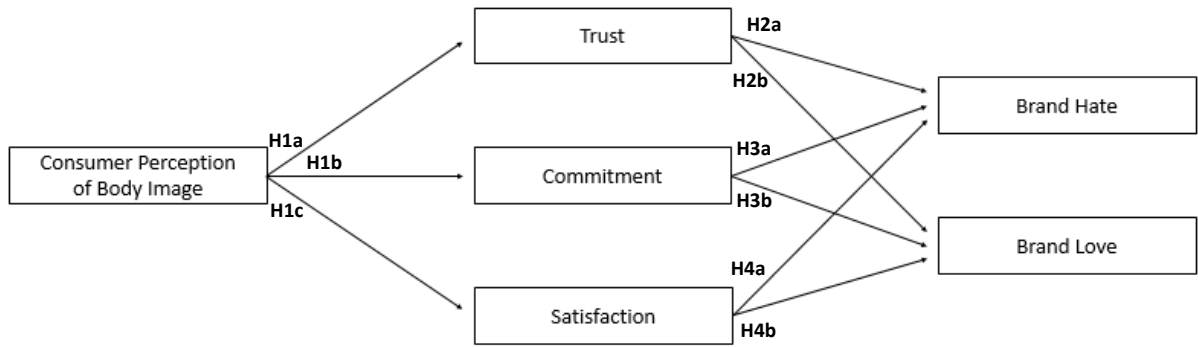 Trust
H2a
H2b
Brand Hate
H1a
H1b
H1c
Consumer Perception
of Body Image
Commitment
H3a
H3b
Brand Love
H4a
H4b
Satisfaction